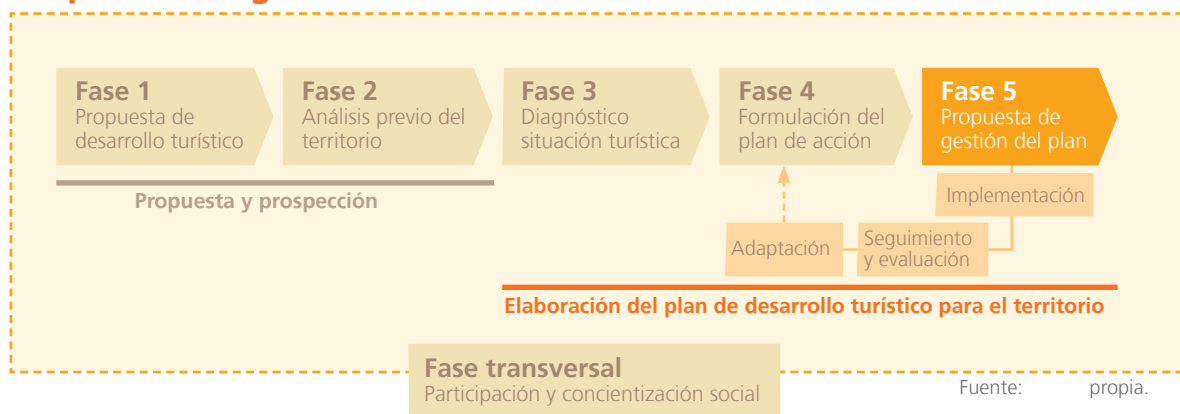 Fase 1
Propuesta de
desarrollo turístico
Fase 2
Análisis previo del
territorio
Fase 3
Diagnóstico
situación turística
Fase 4
Formulación del
plan de acción
Fase 5
Propuesta de
gestión del plan
Propuesta y prospección
Implementación
Adaptación
Seguimiento
y evaluación
Elaboración del plan de desarrollo turístico para el territorio
Fase transversal
Participación y concientización social
Fuente: propia.